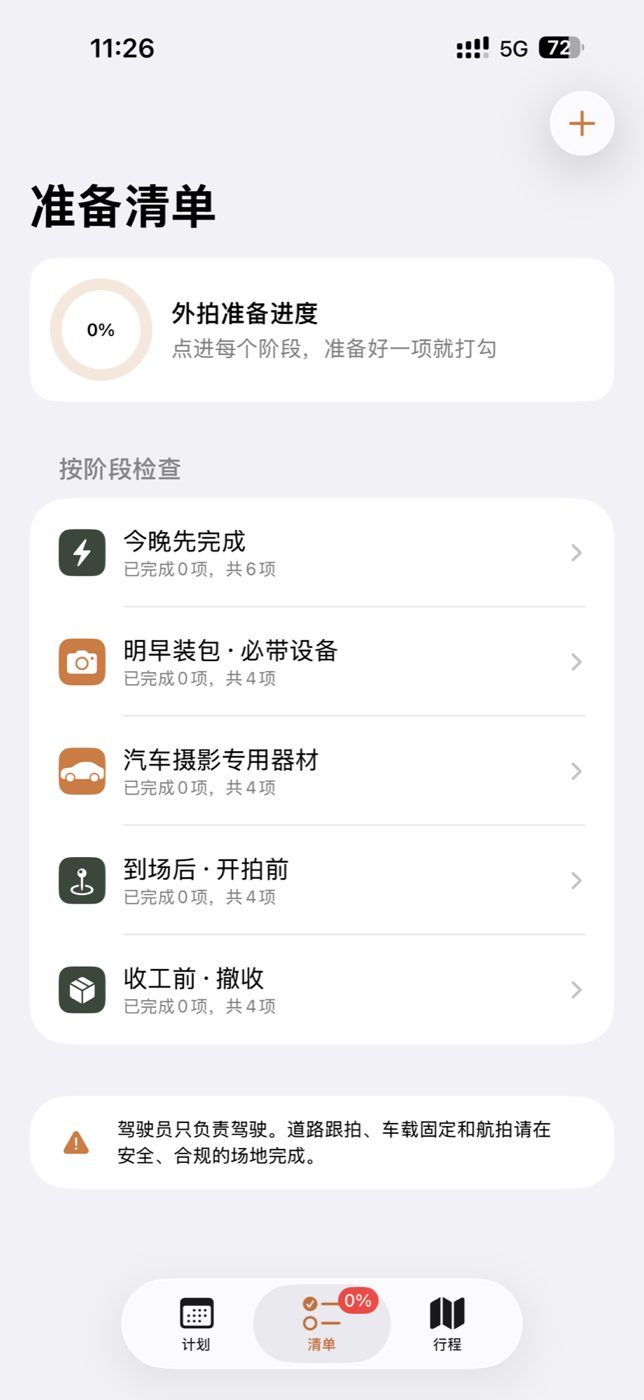 11:26
5G
72
准备清单
0%
外拍准备进度
点进每个阶段，准备好一项就打勾
按阶段检查
今晚先完成
已完成0项，共6项
明早装包 · 必带设备
已完成0项，共4项
汽车摄影专用器材
已完成0项，共4项
到场后 · 开拍前
已完成0项，共4项
收工前 · 撤收
已完成0项，共4项
驾驶员只负责驾驶。道路跟拍、车载固定和航拍请在
安全、合规的场地完成。
0%
计划
清单
行程